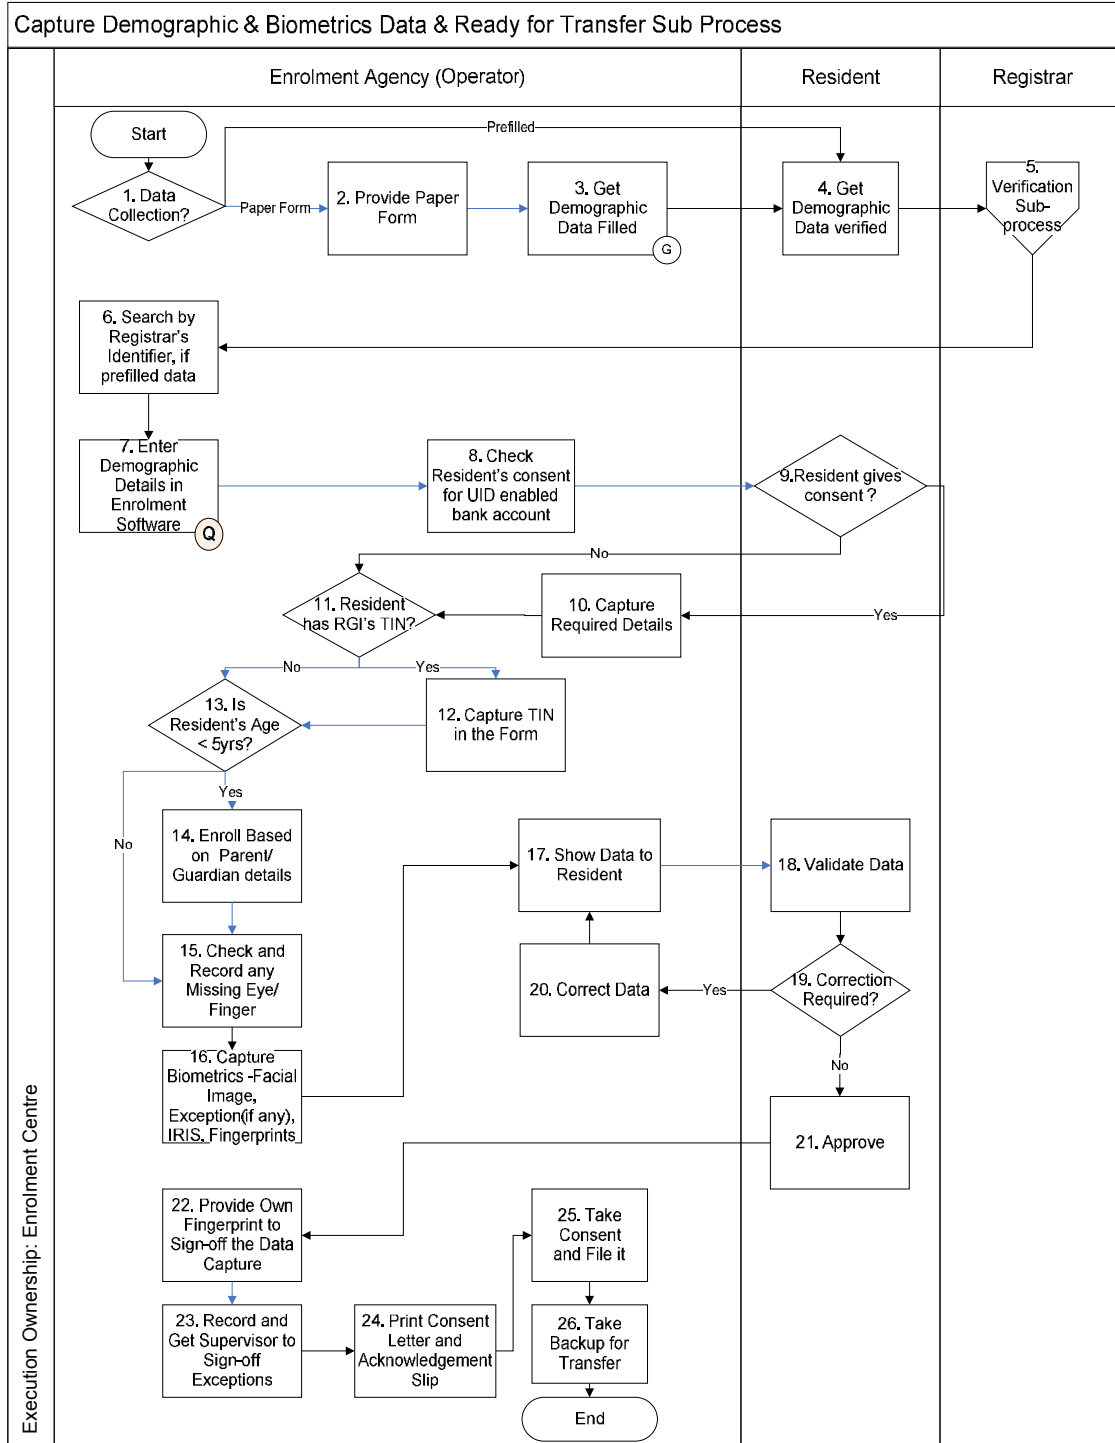 Capture Demographic & Biometrics Data & Ready for Transfer Sub Process
Enrolment Agency (Operator)
Resident
Registrar
Start
Prefilled
1. Data
Collection?
Paper Form
2. Provide Paper
Form
3. Get
Demographic
Data Filled
G
4. Get
Demographic
Data verified
5.
Verification
Sub-
process
6. Search by
Registrar's
Identifier, if
prefilled data
7. Enter
Demographic
Details in
Enrolment
Software
Q
8. Check
Resident's consent
for UID enabled
bank account
9.Resident gives
consent ?
No
Yes
10. Capture
Required Details
11. Resident
has RGI's TIN?
No
Yes
12. Capture TIN
in the Form
13. Is
Resident's Age
< 5yrs?
Yes
No
14. Enroll Based
on Parent/
Guardian details
15. Check and
Record any
Missing Eye/
Finger
16. Capture
Biometrics -Facial
Image,
Exception(if any),
IRIS, Fingerprints
17. Show Data to
Resident
18. Validate Data
19. Correction
Required?
Yes
20. Correct Data
No
21. Approve
22. Provide Own
Fingerprint to
Sign-off the Data
Capture
23. Record and
Get Supervisor to
Sign-off
Exceptions
24. Print Consent
Letter and
Acknowledgement
Slip
25. Take
Consent
and File it
26. Take
Backup for
Transfer
End
Execution Ownership: Enrolment Centre